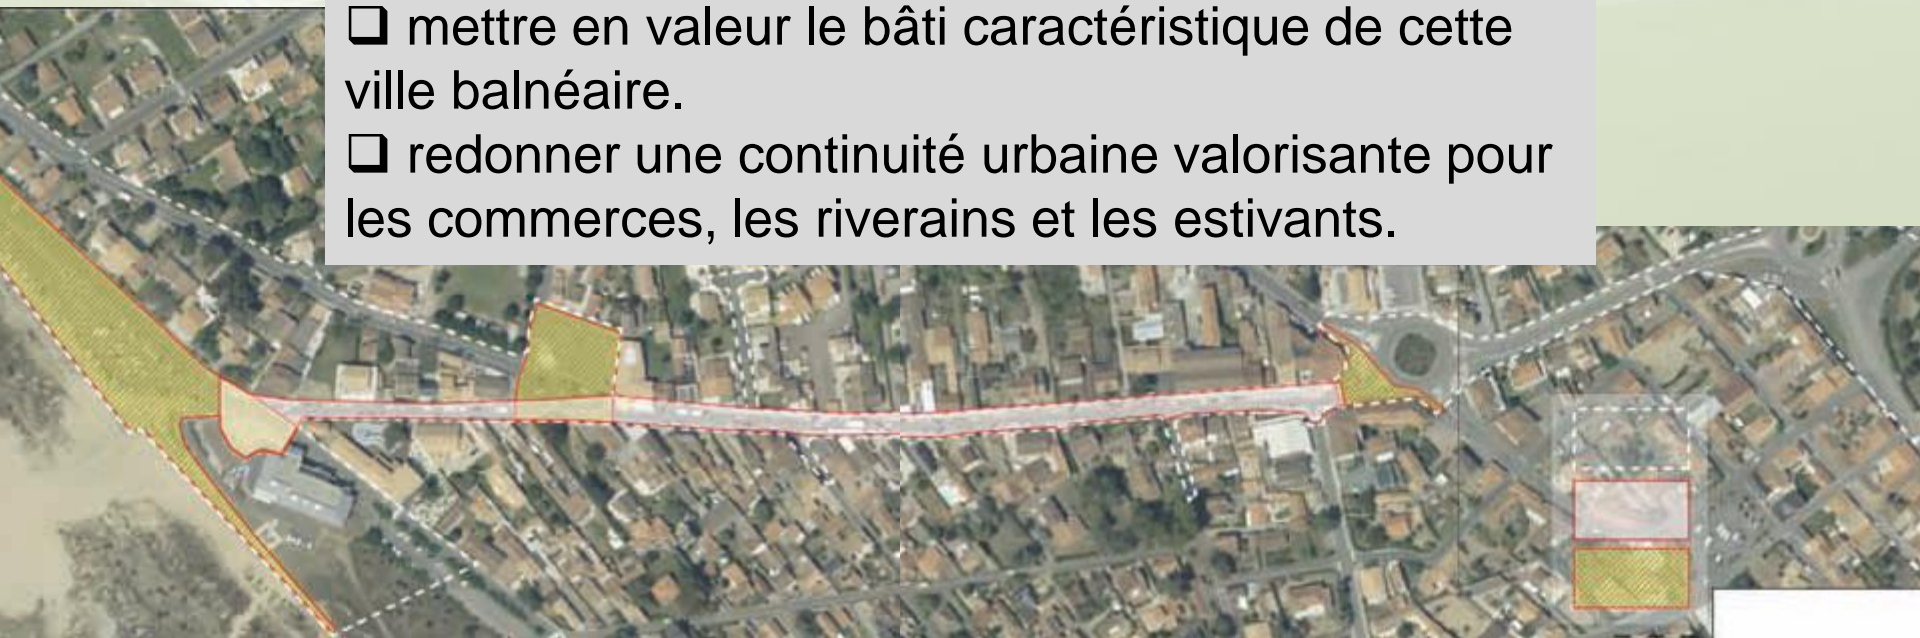 ❑ mettre en valeur le bâti caractéristique de cette
ville balnéaire.
❑ redonner une continuité urbaine valorisante pour
les commerces, les riverains et les estivants.